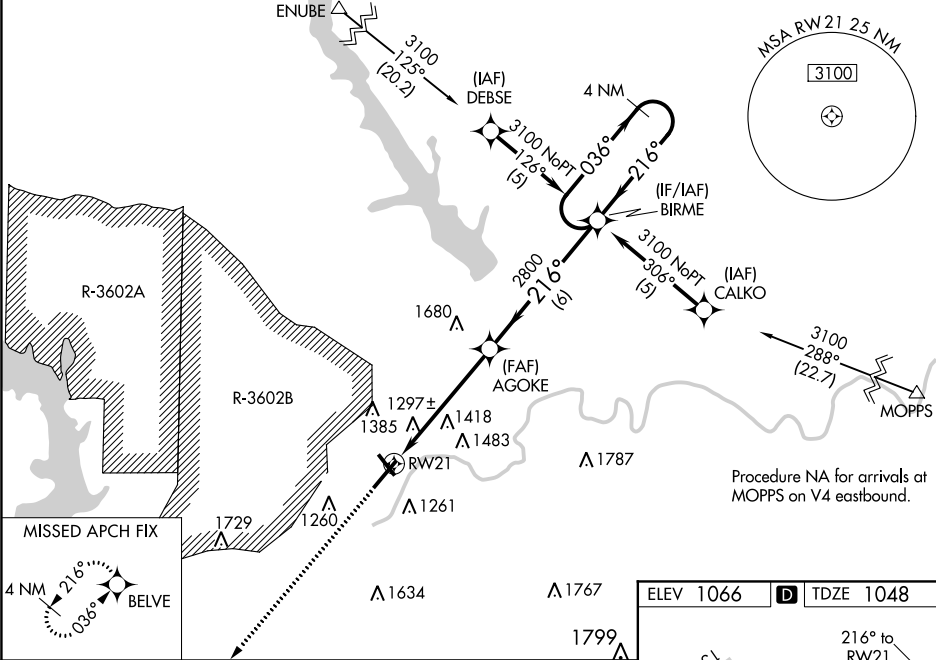 ENUBE
3100
125°
(20.2)
(IAF)
DEBSE
3100 NoPT
126°
(5)
4 NM
036°
216°
(IF/IAF)
BIRME
MSA RW21 25 NM
3100
3100 NoPT
306°
(5)
(IAF)
CALKO
3100
288°
(22.7)
MOPPS
2800
216°
(6)
R-3602A
R-3602B
1680
(FAF)
AGOKE
1297±
1385
1418
1483
RW21
1787
Procedure NA for arrivals at
MOPPS on V4 eastbound.
1260
1261
1729
MISSED APCH FIX
4 NM
216°
036°
BELVE
1634
1767
1799
ELEV 1066
D
TDZE 1048
216° to
RW21